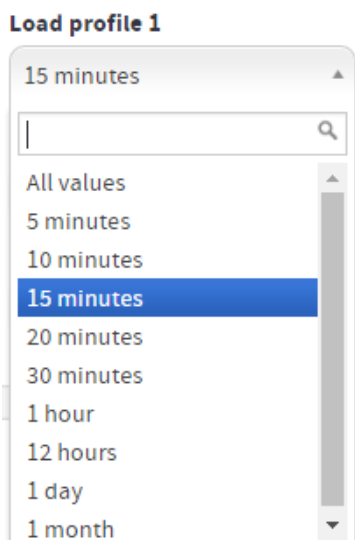 Load profile 1
15 minutes
All values
5 minutes
10 minutes
15 minutes
20 minutes
30 minutes
1 hour
12 hours
1 day
1 month